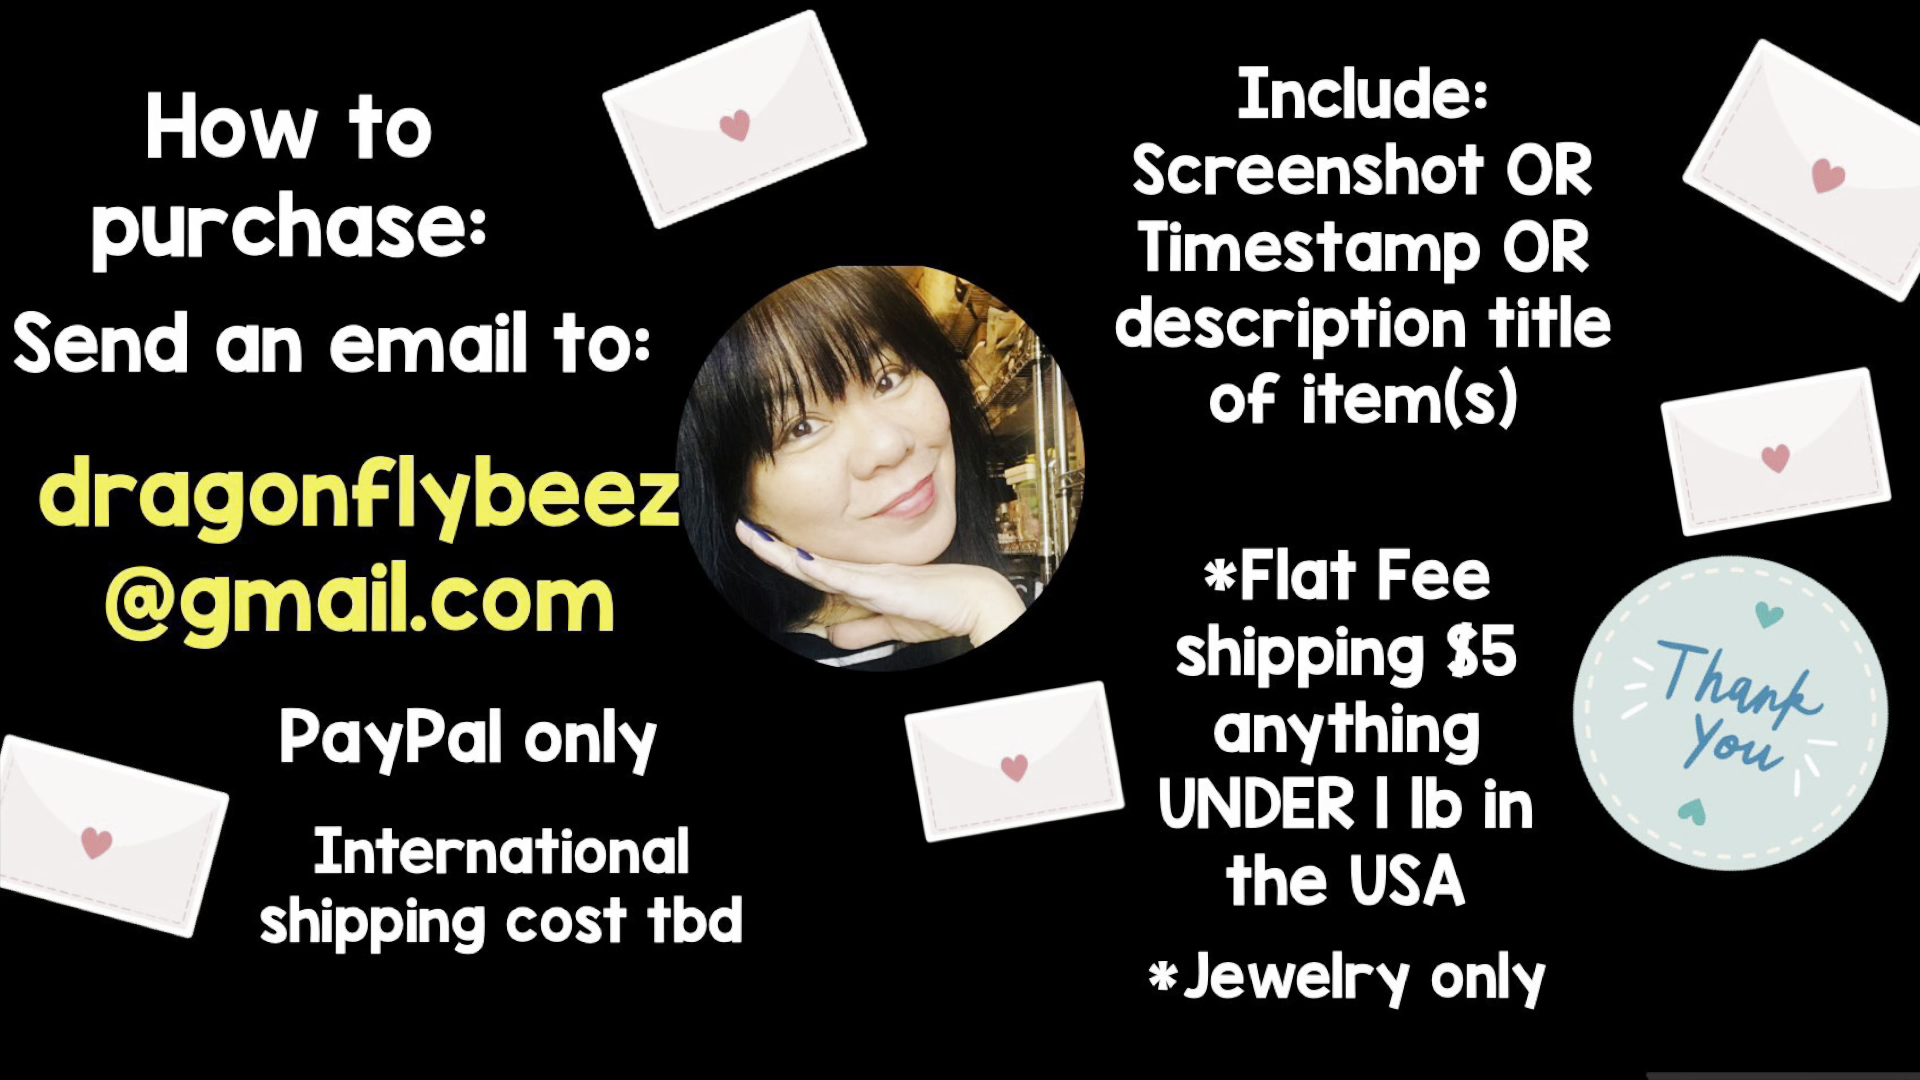 How to
purchase:
Send an email to:
dragonflybeez
@gmail.com
PayPal only
International
shipping cost tbd
Include:
Screenshot OR
Timestamp OR
description title
of item(s)
*Flat Fee
shipping $5
anything
UNDER 1 lb in
the USA
*Jewelry only
Thank
You